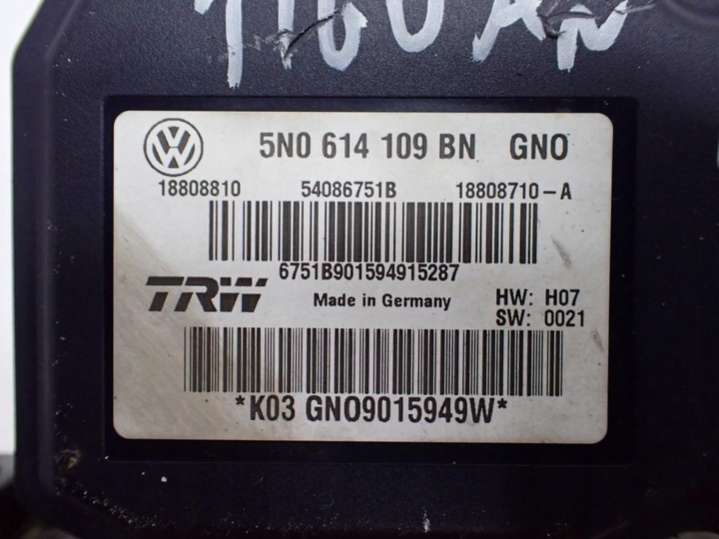 TIGUAN
5N0 614 109 BN GNO
18808810 54086751B 18808710-A
6751B901594915287
TRW Made in Germany HW: H07
SW: 0021
*K03 GNO9015949W*